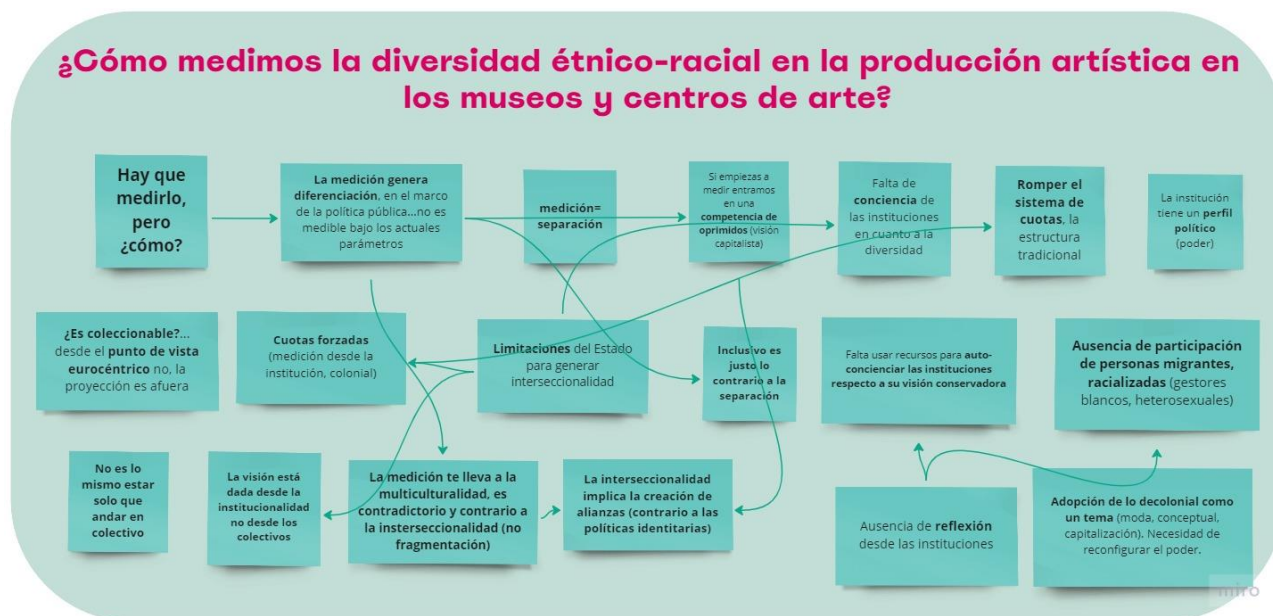 ¿Cómo medimos la diversidad étnico-racial en la producción artística en
los museos y centros de arte?
Hay que
medirlo,
pero
¿cómo?
La medición genera
diferenciación, en el marco
de la política pública...no es
medible bajo los actuales
parámetros
medición=
separación
Si empiezas a
medir entramos
en una
competencia de
oprimidos (visión
capitalista)
Falta de
conciencia de
las instituciones
en cuanto a la
diversidad
Romper el
sistema de
cuotas, la
estructura
tradicional
La institución
tiene un perfil
político
(poder)
¿Es coleccionable?...
desde el punto de vista
eurocéntrico no, la
proyección es afuera
Cuotas forzadas
(medición desde la
institución, colonial)
Limitaciones del Estado
para generar
interseccionalidad
Inclusivo es
justo lo
contrario a la
separación
Falta usar recursos para auto-
concienciar las instituciones
respecto a su visión conservadora
Ausencia de participación
de personas migrantes,
racializadas (gestores
blancos, heterosexuales)
No es lo
mismo estar
solo que
andar en
colectivo
La visión está
dada desde la
institucionalidad
no desde los
colectivos
La medición te lleva a la
multiculturalidad, es
contradictorio y contrario a
la insterseccionalidad (no
fragmentación)
La interseccionalidad
implica la creación de
alianzas (contrario a las
políticas identitarias)
Ausencia de reflexión
desde las instituciones
Adopción de lo decolonial como
un tema (moda, conceptual,
capitalización). Necesidad de
reconfigurar el poder.
miro